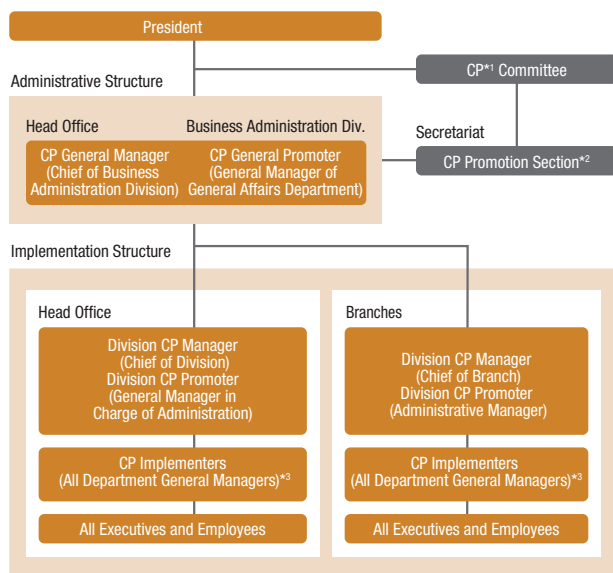 President
CP*1 Committee
Administrative Structure
Head Office
Business Administration Div.
Secretariat
CP General Manager
(Chief of Business
Administration Division)
CP General Promoter
(General Manager of
General Affairs Department)
CP Promotion Section*2
Implementation Structure
Head Office
Division CP Manager
(Chief of Division)
Division CP Promoter
(General Manager in
Charge of Administration)
CP Implementers
(All Department General Managers)*3
All Executives and Employees
Branches
Division CP Manager
(Chief of Branch)
Division CP Promoter
(Administrative Manager)
CP Implementers
(All Department General Managers)*3
All Executives and Employees